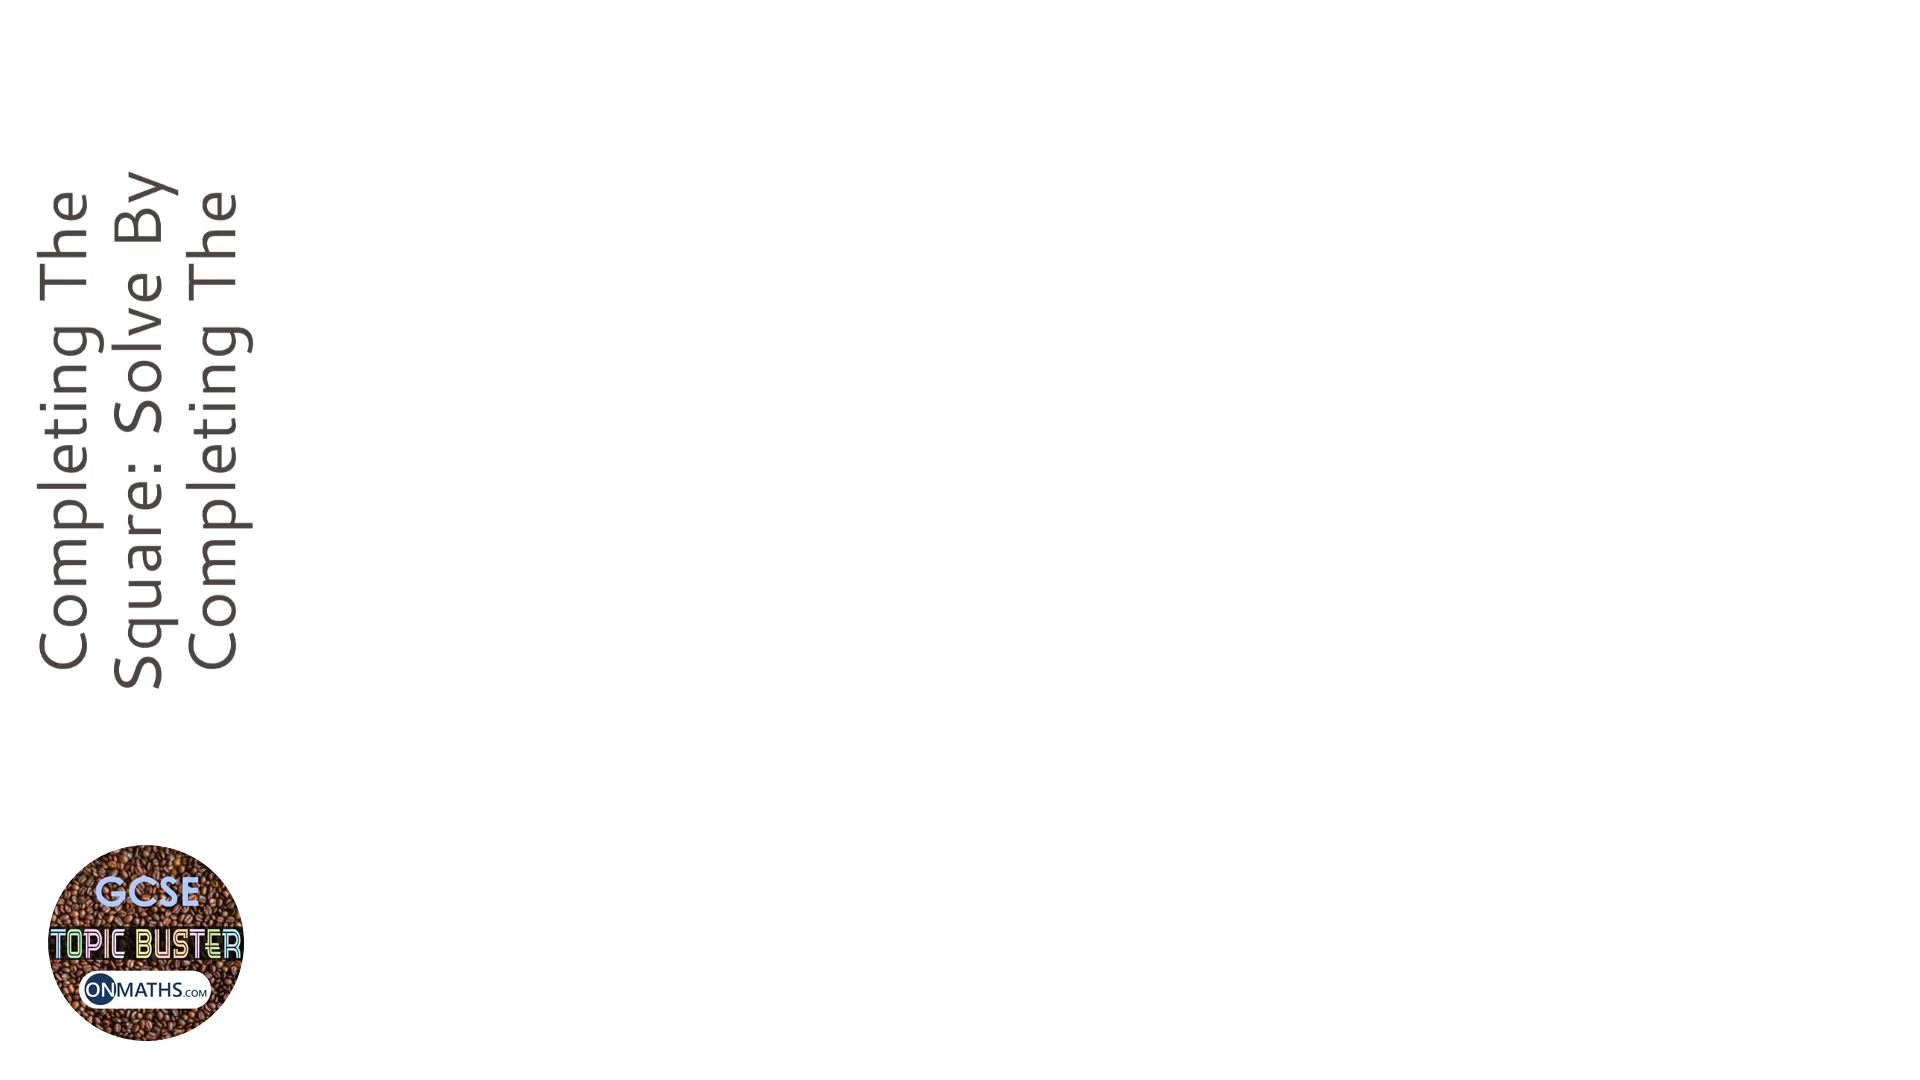 Completing The
Square: Solve By
Completing The
GCSE
TOPIC BUSTER
ONMATHS.COM